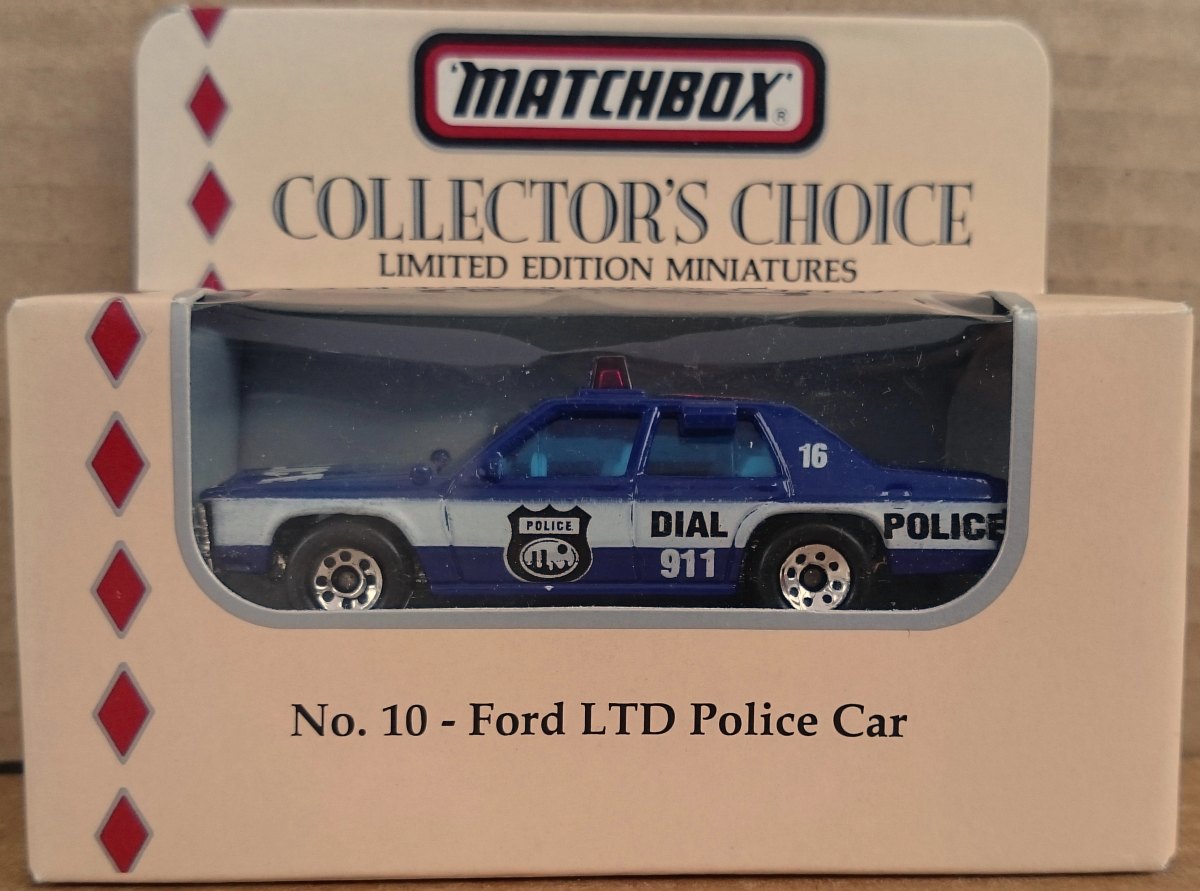 'MATCHBOX'®
COLLECTOR'S CHOICE
LIMITED EDITION MINIATURES
16
POLICE
DIAL
911
POLICE
No. 10 - Ford LTD Police Car